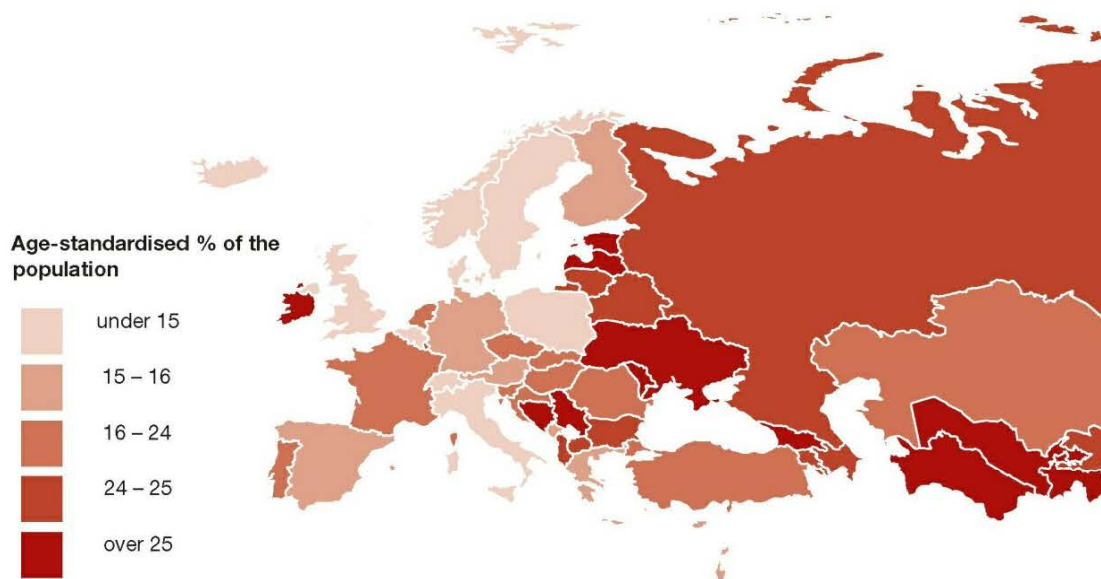 Age-standardised % of the
population
under 15
15 – 16
16 – 24
24 – 25
over 25